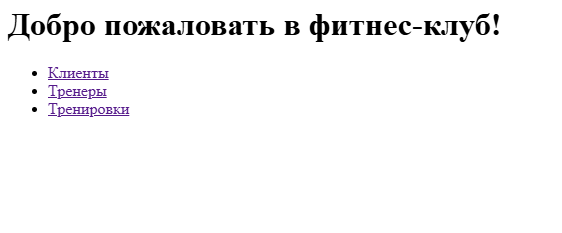 Добро пожаловать в фитнес-клуб!
Клиенты
Тренеры
Тренировки